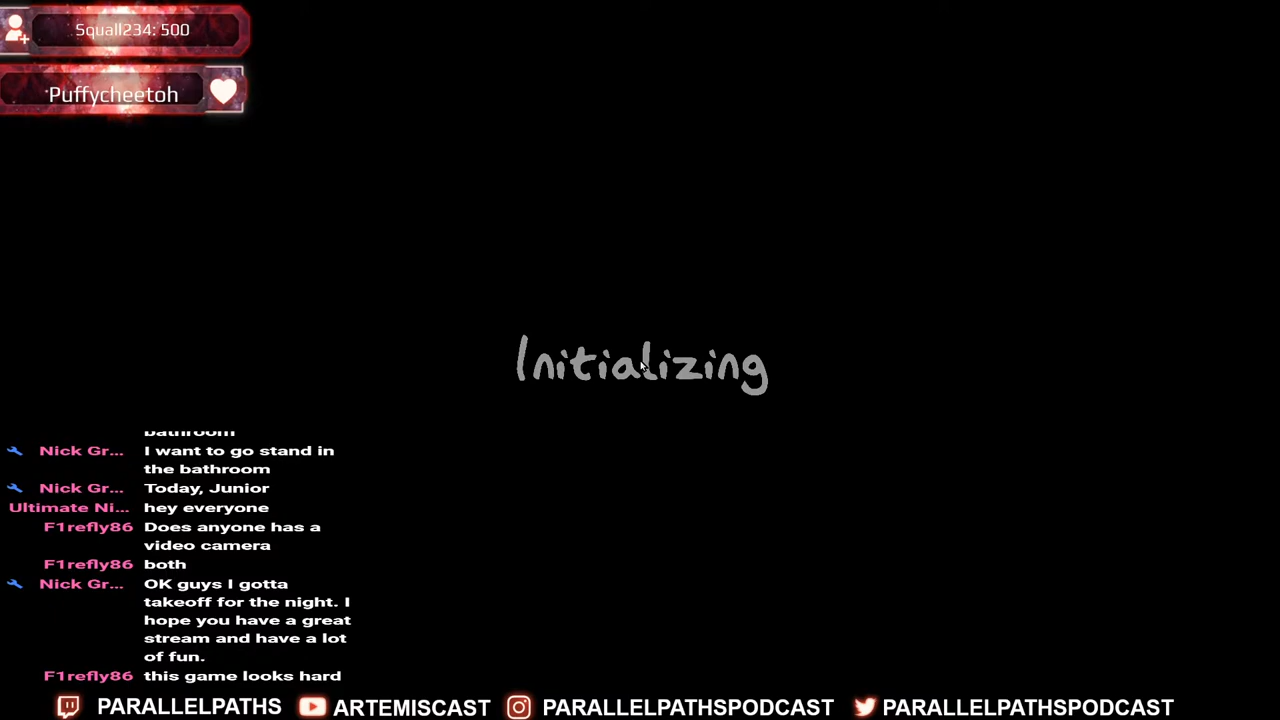 Squall234: 500
Puffycheetoh
Initializing
bathroom
Nick Gr... I want to go stand in
the bathroom
Nick Gr... Today, Junior
Ultimate Ni... hey everyone
F1refly86 Does anyone has a
video camera
F1refly86 both
Nick Gr... OK guys I gotta
takeoff for the night. I
hope you have a great
stream and have a lot
of fun.
F1refly86 this game looks hard
PARALLELPATHS ARTEMISCAST PARALLELPATHSPODCAST PARALLELPATHSPODCAST